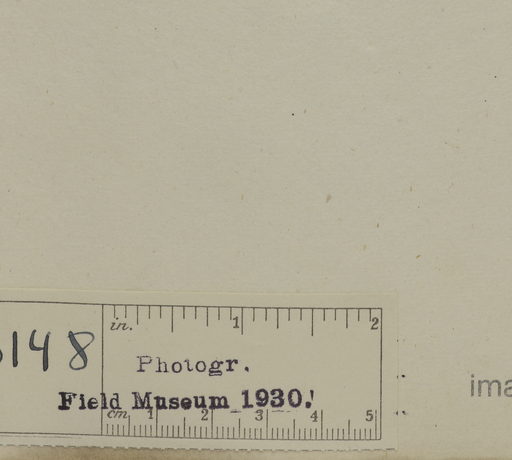 in. 1 2
148
Photogr.
Field Museum 1930!
cm. 1 2 3 4 5
ima